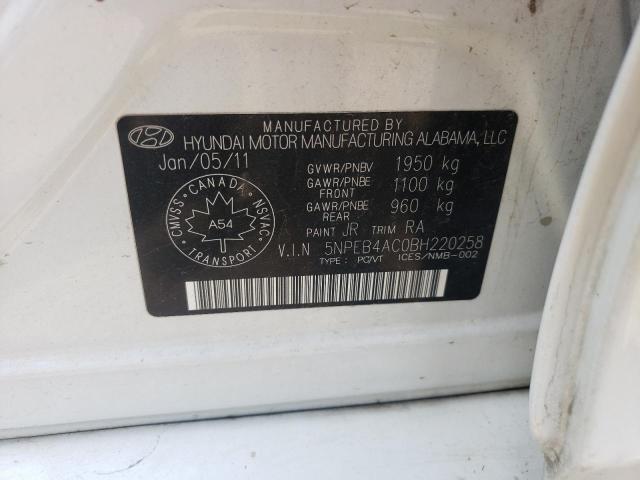 MANUFACTURED BY
HYUNDAI MOTOR MANUFACTURING ALABAMA, LLC
Jan/05/11
GVWR/PNBV 1950 kg
GAWR/PNBE FRONT 1100 kg
GAWR/PNBE REAR 960 kg
PAINT JR TRIM RA
V.I.N 5NPEB4AC0BH220258
TYPE : PC/VT ICES/NMB-002
CANADA
CMVSS
NSVAC
A54
TRANSPORT